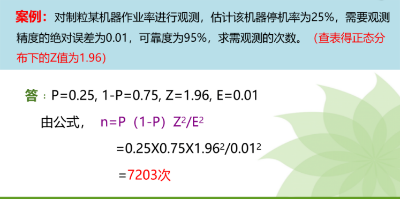 案例：对制粒某机器作业率进行观测，估计该机器停机率为25%，需要观测
精度的绝对误差为0.01，可靠度为95%，求需观测的次数。（查表得正态分
布下的Z值为1.96）
答：P=0.25, 1-P=0.75, Z=1.96, E=0.01
由公式， n=P（1-P）Z²/E²
=0.25X0.75X1.96²/0.01²
=7203次